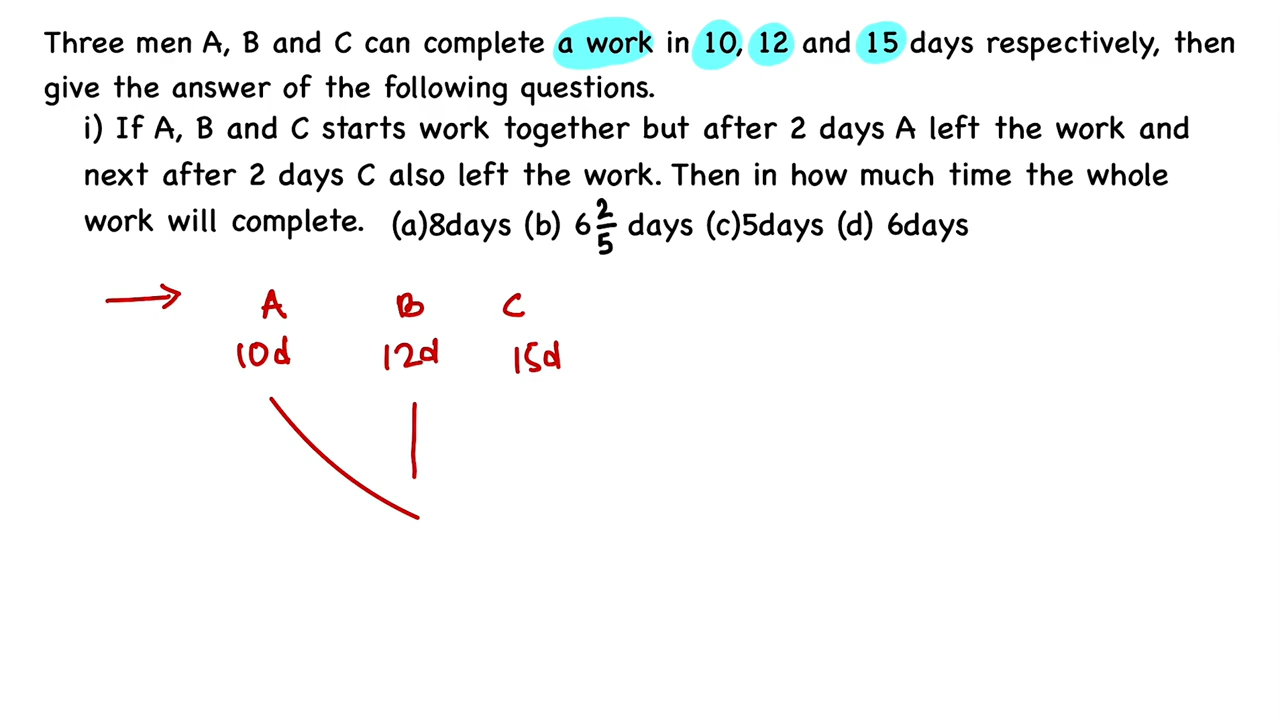 Three men A, B and C can complete a work in 10, 12 and 15 days respectively, then
give the answer of the following questions.
i) If A, B and C starts work together but after 2 days A left the work and
next after 2 days C also left the work. Then in how much time the whole
work will complete. (a)8days (b) 6 2/5 days (c)5days (d) 6days
→ A B C
10d 12d 15d